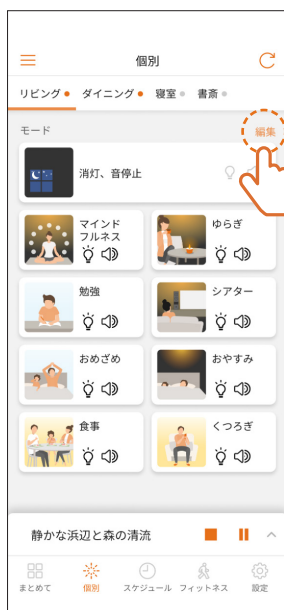 個別
リビング ダイニング 寝室 書斎
モード
編集
消灯、音停止
マインド
フルネス
ゆらぎ
勉強
シアター
おめざめ
おやすみ
食事
くつろぎ
静かな浜辺と森の清流
まとめて 個別 スケジュール フィットネス 設定